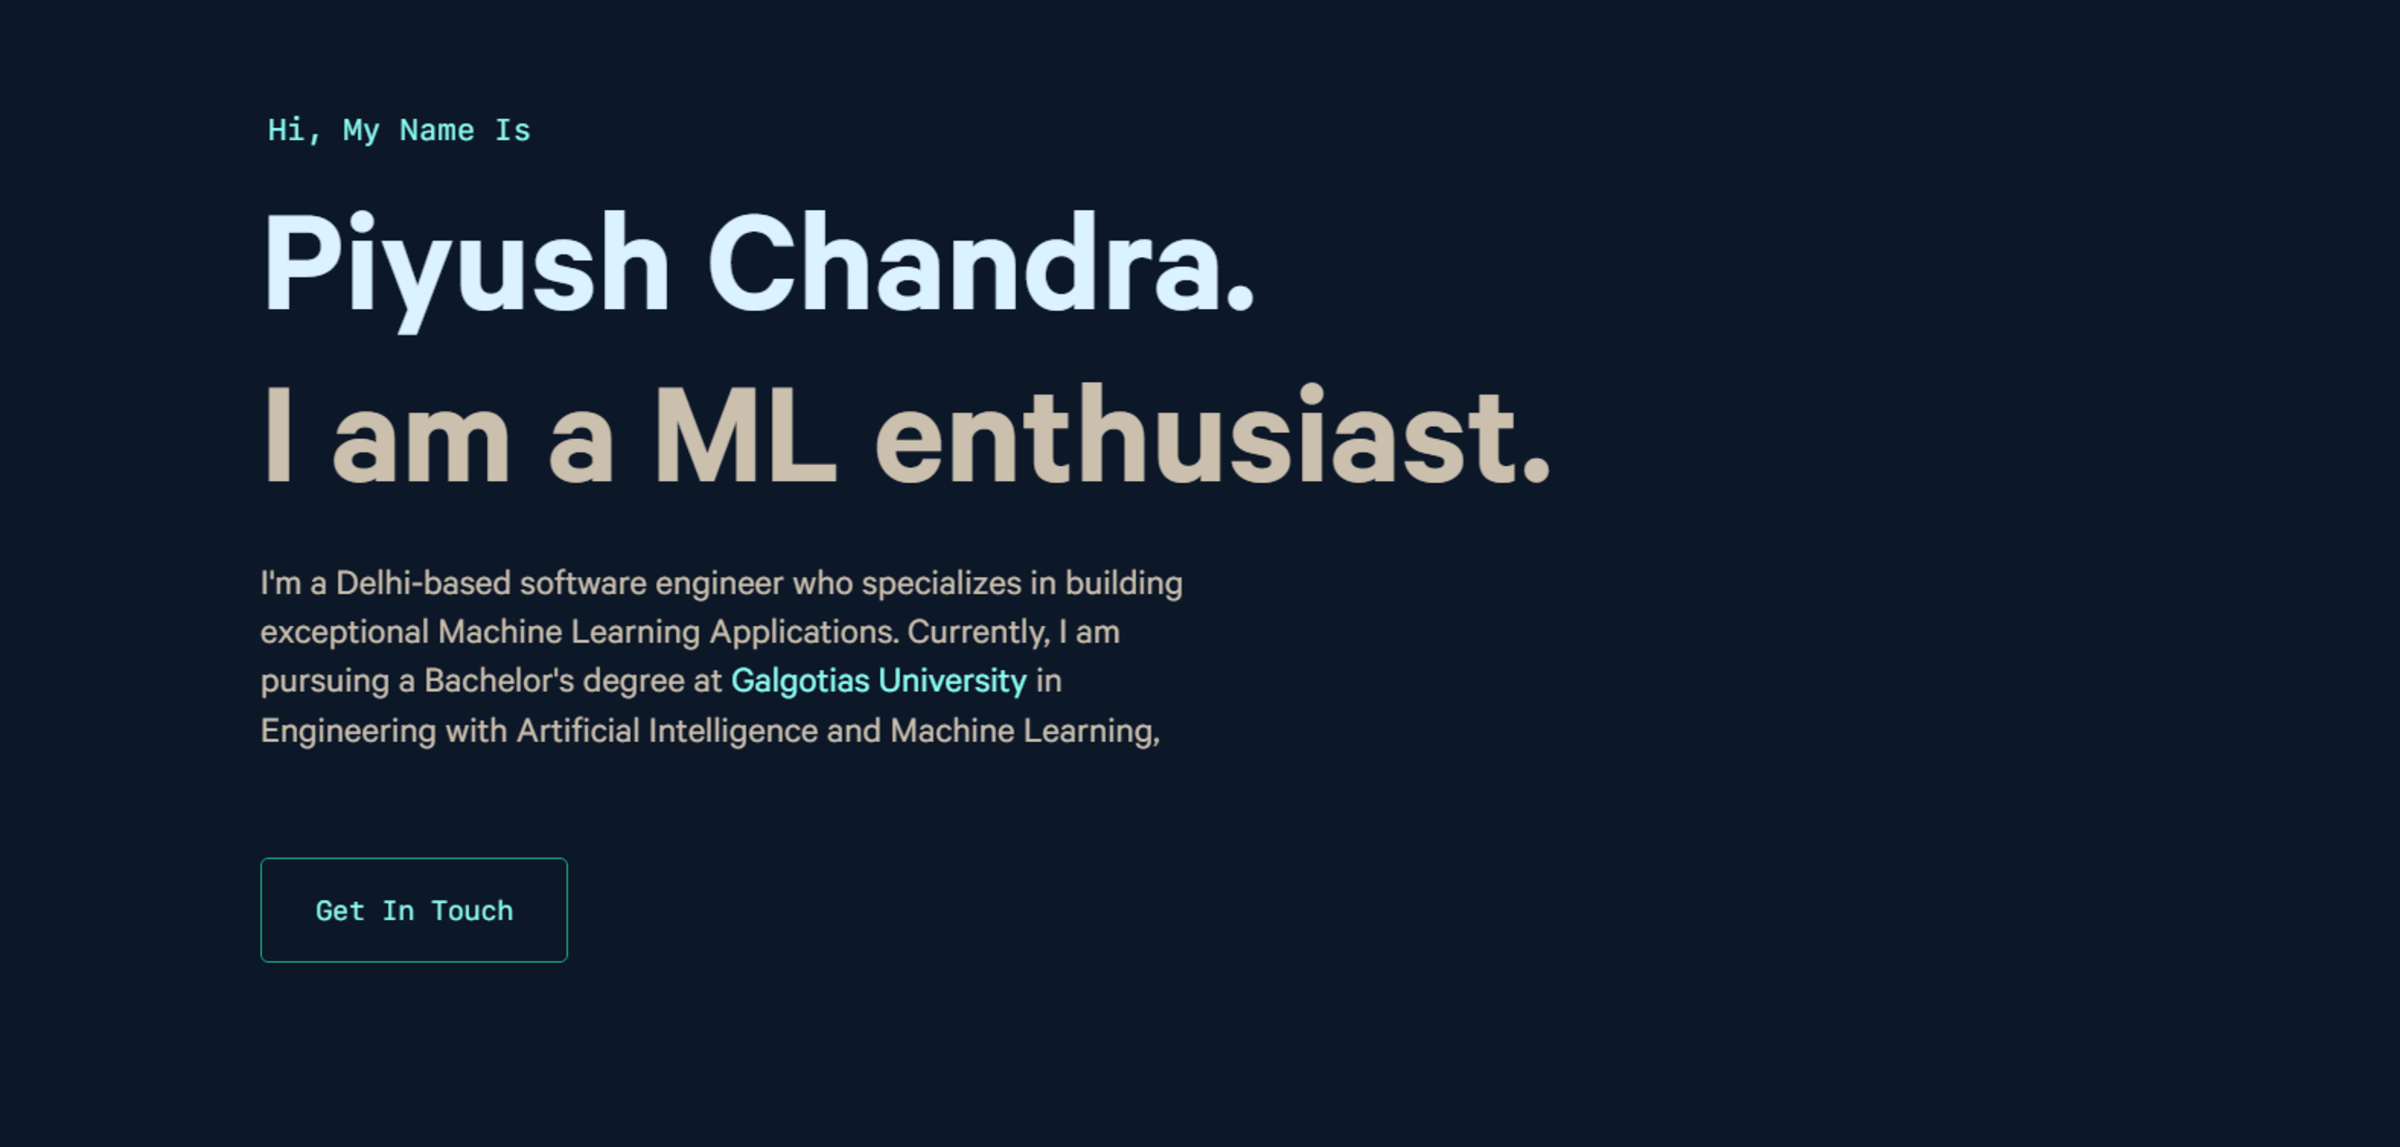 Hi, My Name Is
Piyush Chandra.
I am a ML enthusiast.
I'm a Delhi-based software engineer who specializes in building
exceptional Machine Learning Applications. Currently, I am
pursuing a Bachelor's degree at Galgotias University in
Engineering with Artificial Intelligence and Machine Learning,
Get In Touch